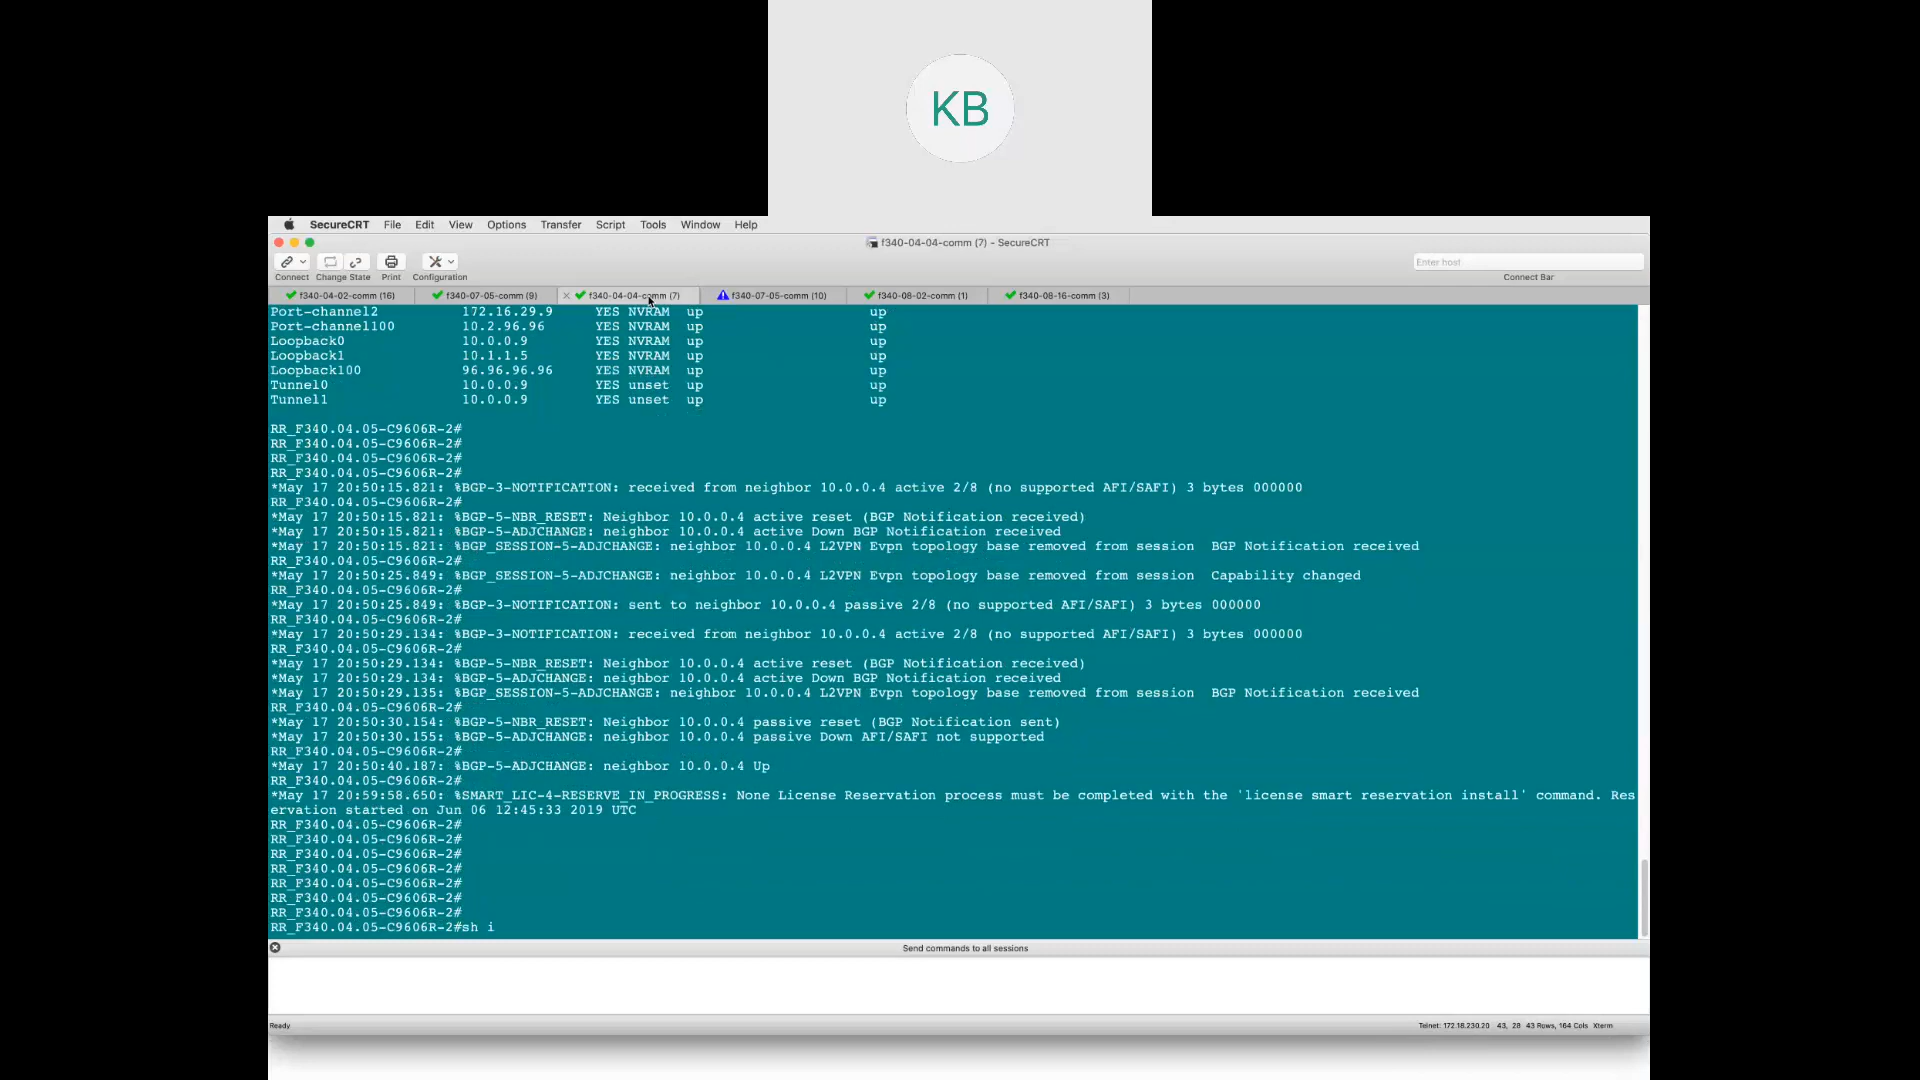 KB
SecureCRT File Edit View Options Transfer Script Tools Window Help
f340-04-04-comm (7) - SecureCRT
Enter host
Connect Change State Print Configuration Connect Bar
f340-04-02-comm (16) f340-07-05-comm (9) f340-04-04-comm (7) f340-07-05-comm (10) f340-08-02-comm (1) f340-08-16-comm (3)
Port-channel2 172.16.29.9 YES NVRAM up up
Port-channel100 10.2.96.96 YES NVRAM up up
Loopback0 10.0.0.9 YES NVRAM up up
Loopback1 10.1.1.5 YES NVRAM up up
Loopback100 96.96.96.96 YES NVRAM up up
Tunnel0 10.0.0.9 YES unset up up
Tunnel1 10.0.0.9 YES unset up up
RR_F340.04.05-C9606R-2#
RR_F340.04.05-C9606R-2#
RR_F340.04.05-C9606R-2#
RR_F340.04.05-C9606R-2#
*May 17 20:50:15.821: %BGP-3-NOTIFICATION: received from neighbor 10.0.0.4 active 2/8 (no supported AFI/SAFI) 3 bytes 000000
RR_F340.04.05-C9606R-2#
*May 17 20:50:15.821: %BGP-5-NBR_RESET: Neighbor 10.0.0.4 active reset (BGP Notification received)
*May 17 20:50:15.821: %BGP-5-ADJCHANGE: neighbor 10.0.0.4 active Down BGP Notification received
*May 17 20:50:15.821: %BGP_SESSION-5-ADJCHANGE: neighbor 10.0.0.4 L2VPN Evpn topology base removed from session  BGP Notification received
RR_F340.04.05-C9606R-2#
*May 17 20:50:25.849: %BGP_SESSION-5-ADJCHANGE: neighbor 10.0.0.4 L2VPN Evpn topology base removed from session  Capability changed
RR_F340.04.05-C9606R-2#
*May 17 20:50:25.849: %BGP-3-NOTIFICATION: sent to neighbor 10.0.0.4 passive 2/8 (no supported AFI/SAFI) 3 bytes 000000
RR_F340.04.05-C9606R-2#
*May 17 20:50:29.134: %BGP-3-NOTIFICATION: received from neighbor 10.0.0.4 active 2/8 (no supported AFI/SAFI) 3 bytes 000000
RR_F340.04.05-C9606R-2#
*May 17 20:50:29.134: %BGP-5-NBR_RESET: Neighbor 10.0.0.4 active reset (BGP Notification received)
*May 17 20:50:29.134: %BGP-5-ADJCHANGE: neighbor 10.0.0.4 active Down BGP Notification received
*May 17 20:50:29.135: %BGP_SESSION-5-ADJCHANGE: neighbor 10.0.0.4 L2VPN Evpn topology base removed from session  BGP Notification received
RR_F340.04.05-C9606R-2#
*May 17 20:50:30.154: %BGP-5-NBR_RESET: Neighbor 10.0.0.4 passive reset (BGP Notification sent)
*May 17 20:50:30.155: %BGP-5-ADJCHANGE: neighbor 10.0.0.4 passive Down AFI/SAFI not supported
RR_F340.04.05-C9606R-2#
*May 17 20:50:40.187: %BGP-5-ADJCHANGE: neighbor 10.0.0.4 Up
RR_F340.04.05-C9606R-2#
*May 17 20:59:58.650: %SMART_LIC-4-RESERVE_IN_PROGRESS: None License Reservation process must be completed with the 'license smart reservation install' command. Res
ervation started on Jun 06 12:45:33 2019 UTC
RR_F340.04.05-C9606R-2#
RR_F340.04.05-C9606R-2#
RR_F340.04.05-C9606R-2#
RR_F340.04.05-C9606R-2#
RR_F340.04.05-C9606R-2#
RR_F340.04.05-C9606R-2#
RR_F340.04.05-C9606R-2#
RR_F340.04.05-C9606R-2#sh i
Send commands to all sessions
Ready Telnet: 172.18.230.20 43, 28 43 Rows, 164 Cols Xterm